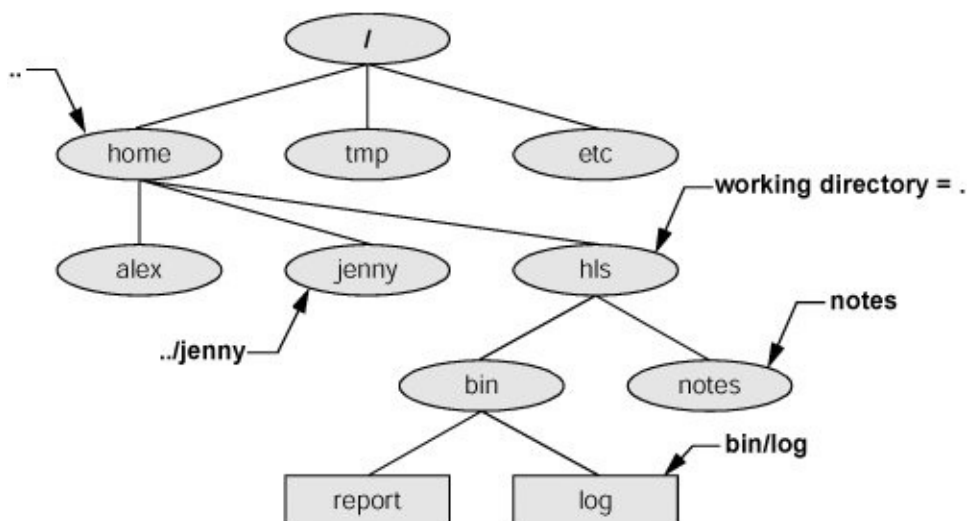 /
..
home
tmp
etc
working directory = .
alex
jenny
hls
notes
../jenny
bin
notes
bin/log
report
log